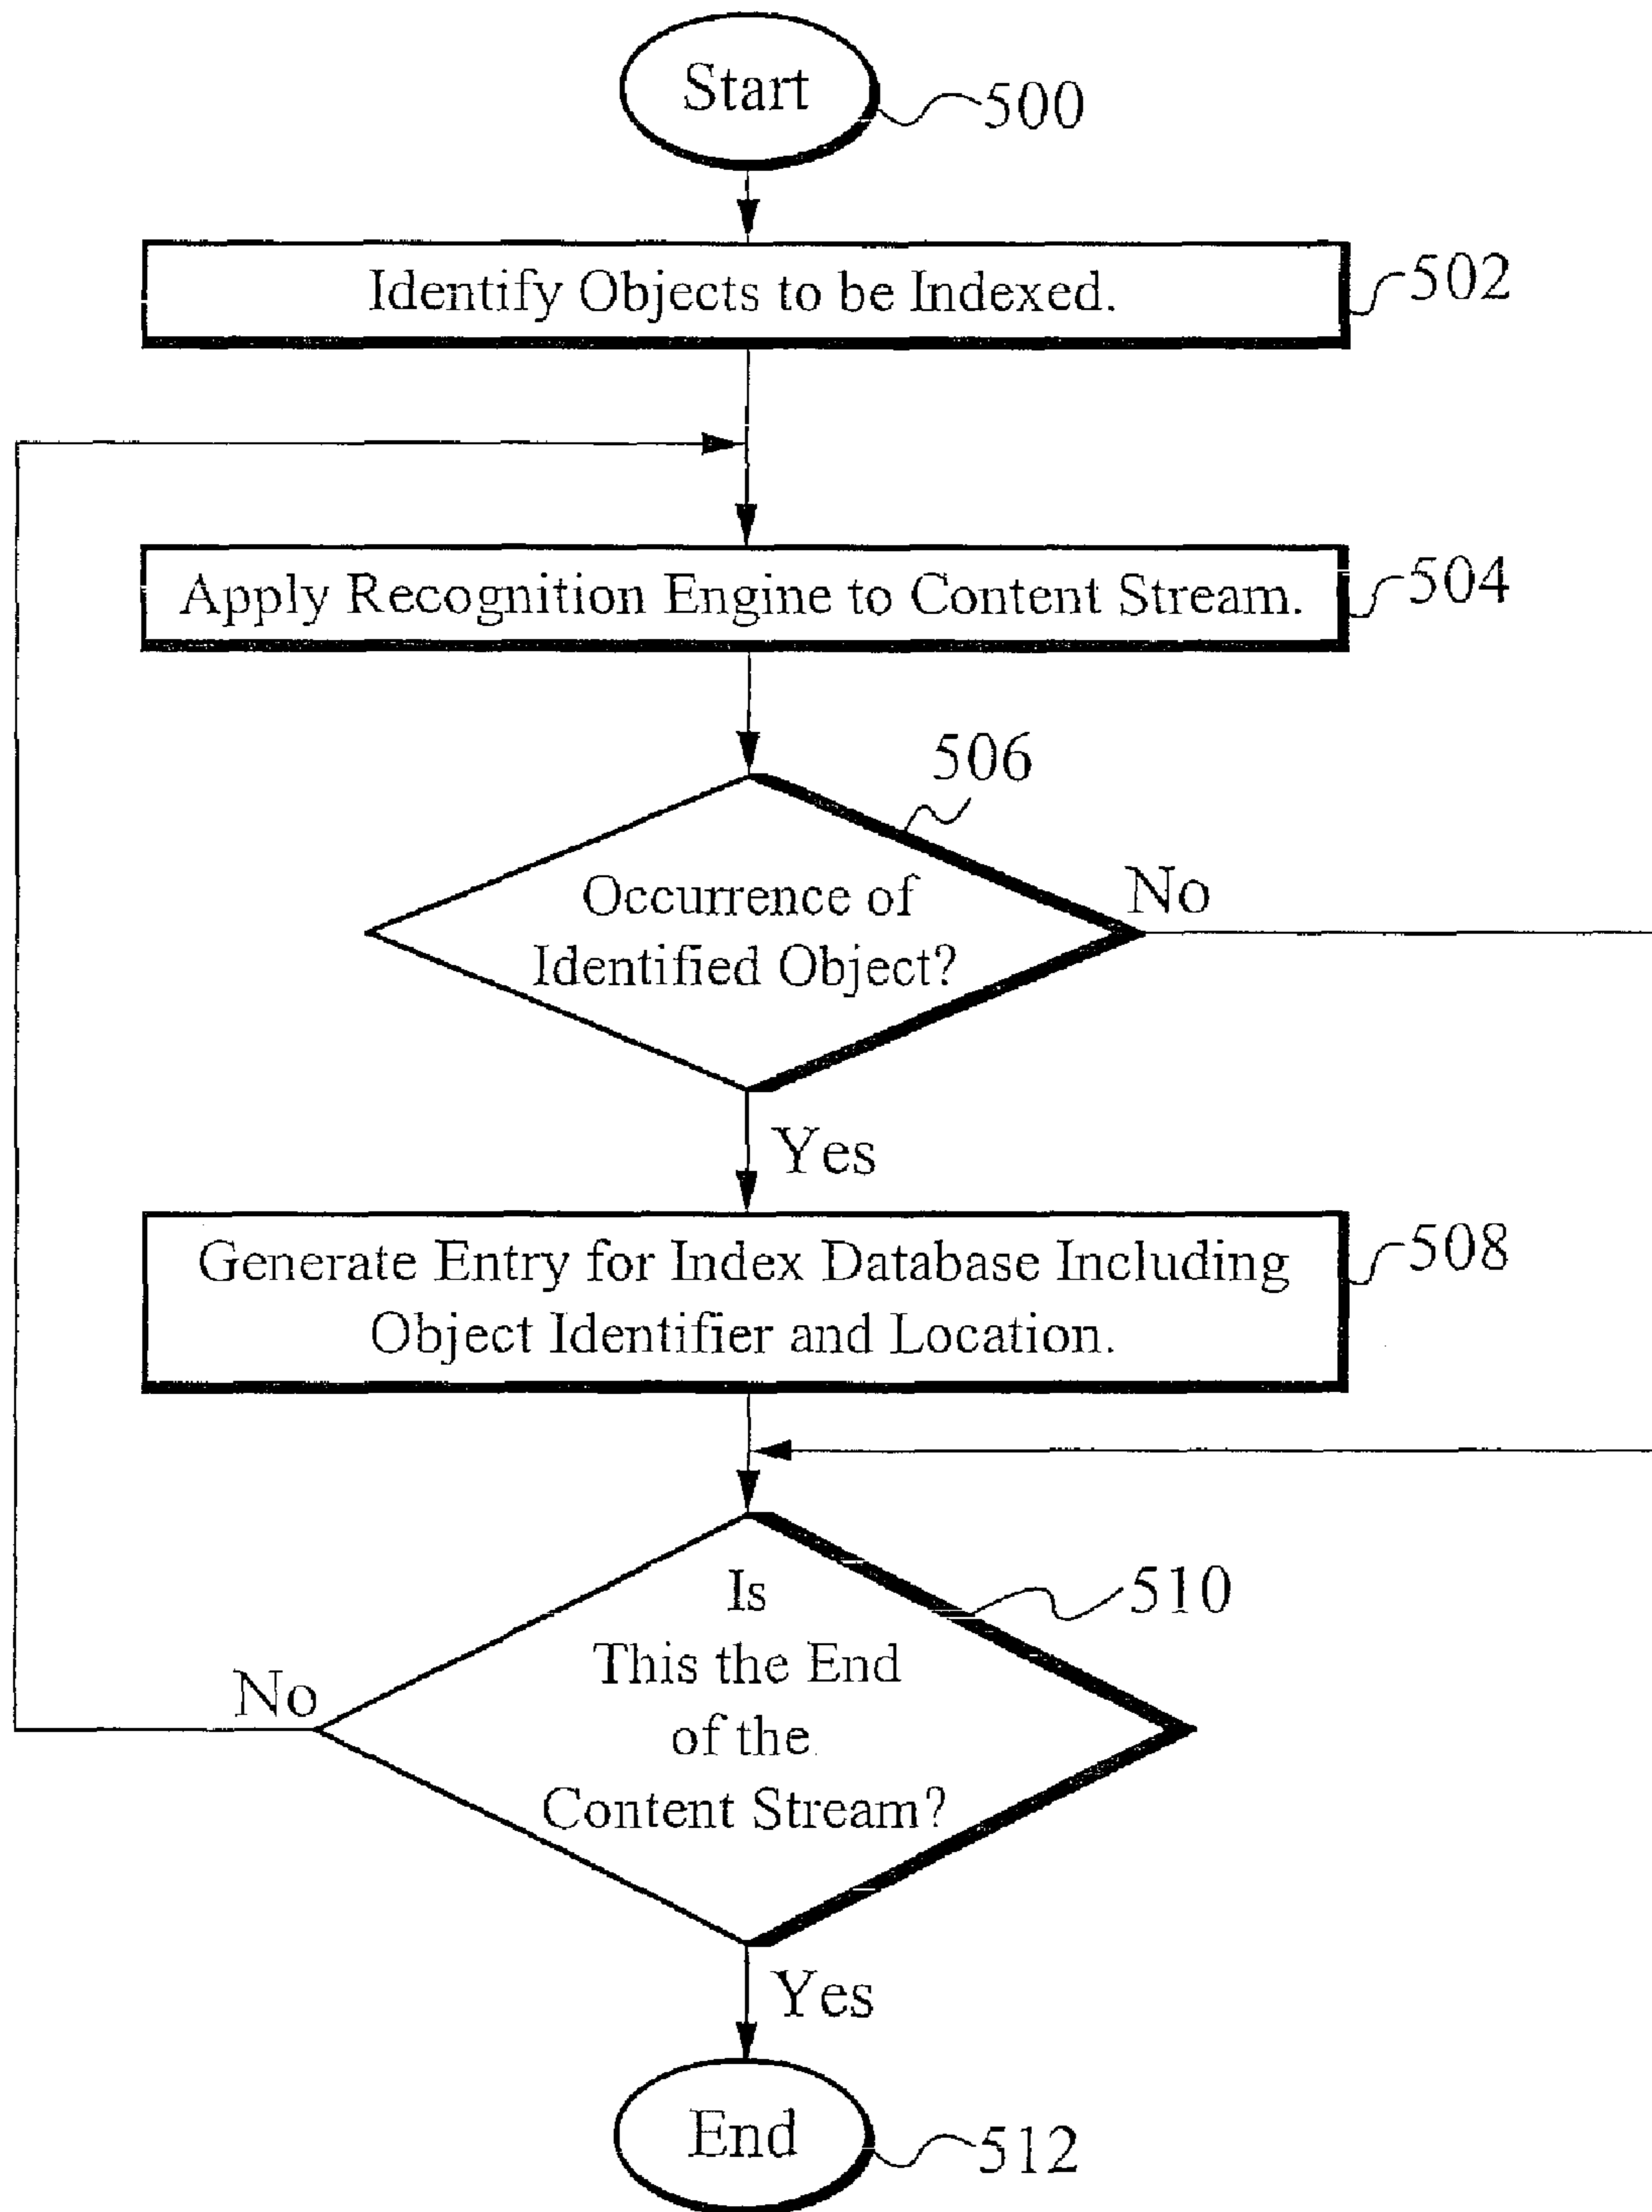 Start
500
Identify Objects to be Indexed.
502
Apply Recognition Engine to Content Stream.
504
506
Occurrence of
Identified Object?
No
Yes
Generate Entry for Index Database Including
Object Identifier and Location.
508
Is
This the End
of the
Content Stream?
510
No
Yes
End
512